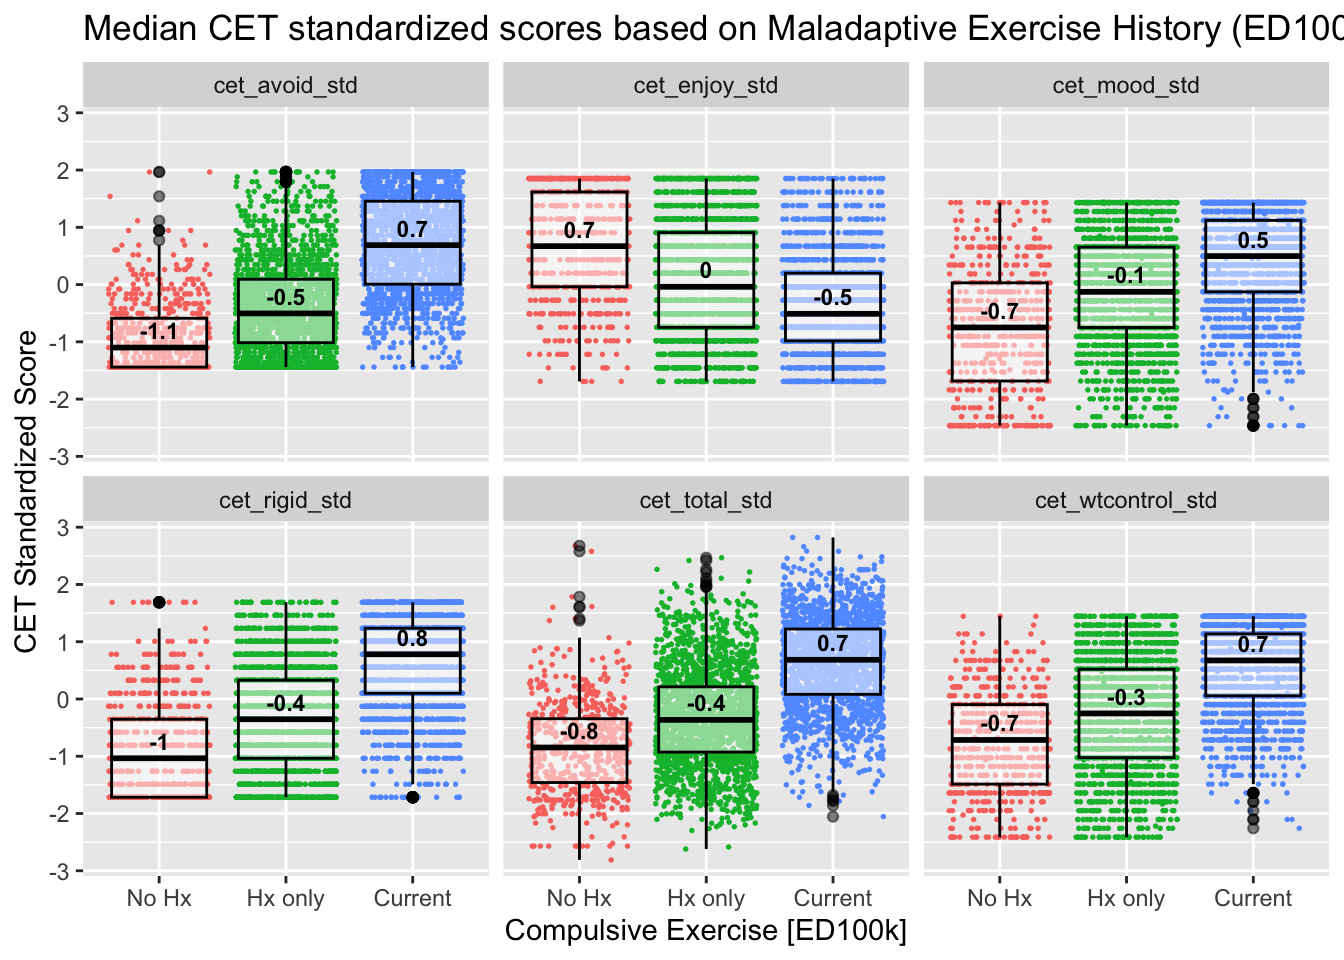 Median CET standardized scores based on Maladaptive Exercise History (ED100
cet_avoid_std
cet_enjoy_std
cet_mood_std
3
2
1
0
-1
-2
-3
-1.1
-0.5
0.7
0.7
0
-0.5
-0.7
-0.1
0.5
cet_rigid_std
cet_total_std
cet_wtcontrol_std
3
2
1
0
-1
-2
-3
-1
-0.4
0.8
-0.8
-0.4
0.7
-0.7
-0.3
0.7
No Hx Hx only Current
No Hx Hx only Current
No Hx Hx only Current
Compulsive Exercise [ED100k]
CET Standardized Score